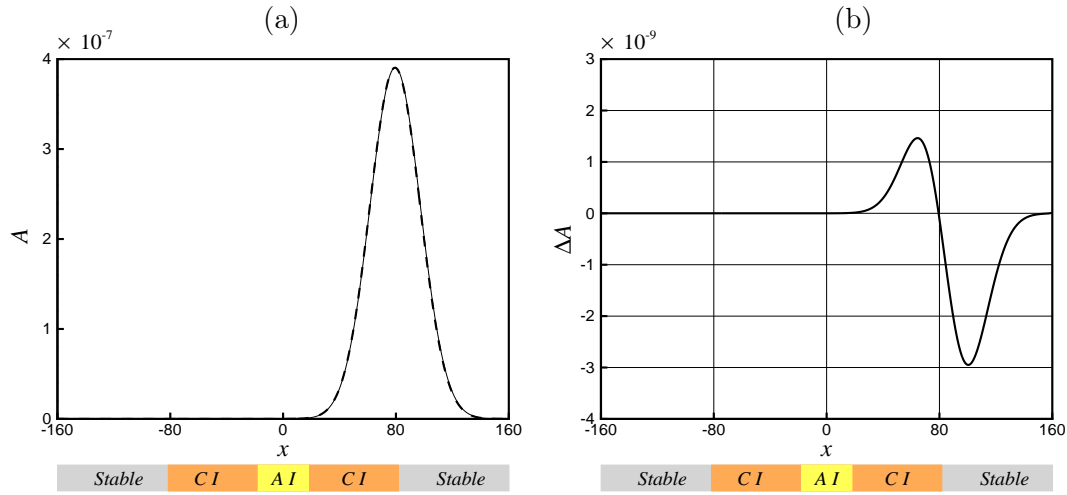 (a)
× 10-7
4
3
A
2
1
0
-160 -80 0 80 160
x
Stable C I A I C I Stable
(b)
× 10-9
3
2
1
0
ΔA
-1
-2
-3
-4
-160 -80 0 80 160
x
Stable C I A I C I Stable